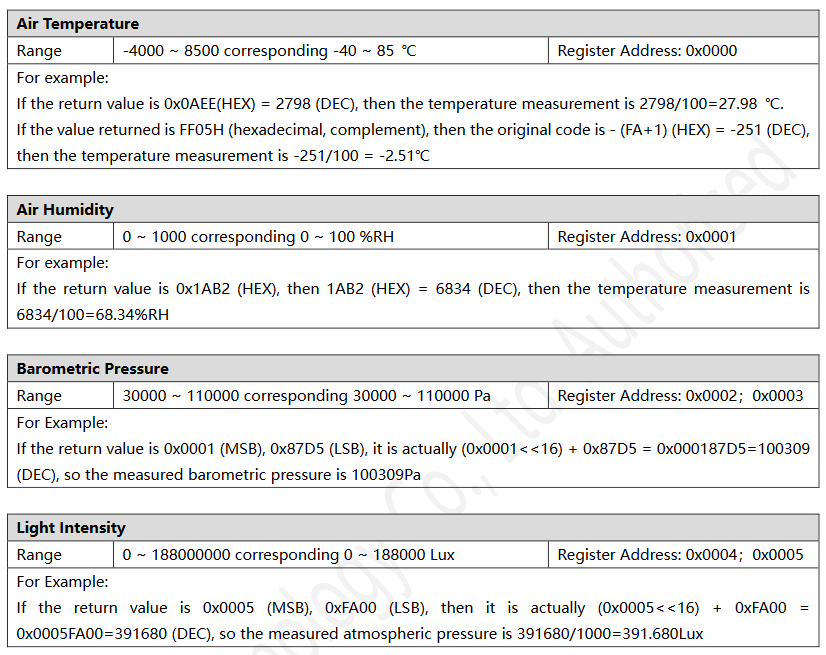 Air Temperature
Range -4000 ~ 8500 corresponding -40 ~ 85 ℃ Register Address: 0x0000
For example:
If the return value is 0x0AEE(HEX) = 2798 (DEC), then the temperature measurement is 2798/100=27.98 ℃.
If the value returned is FF05H (hexadecimal, complement), then the original code is - (FA+1) (HEX) = -251 (DEC),
then the temperature measurement is -251/100 = -2.51℃
Air Humidity
Range 0 ~ 1000 corresponding 0 ~ 100 %RH Register Address: 0x0001
For example:
If the return value is 0x1AB2 (HEX), then 1AB2 (HEX) = 6834 (DEC), then the temperature measurement is
6834/100=68.34%RH
Barometric Pressure
Range 30000 ~ 110000 corresponding 30000 ~ 110000 Pa Register Address: 0x0002；0x0003
For Example:
If the return value is 0x0001 (MSB), 0x87D5 (LSB), it is actually (0x0001<<16) + 0x87D5 = 0x000187D5=100309
(DEC), so the measured barometric pressure is 100309Pa
Light Intensity
Range 0 ~ 188000000 corresponding 0 ~ 188000 Lux Register Address: 0x0004；0x0005
For Example:
If the return value is 0x0005 (MSB), 0xFA00 (LSB), then it is actually (0x0005<<16) + 0xFA00 =
0x0005FA00=391680 (DEC), so the measured atmospheric pressure is 391680/1000=391.680Lux
nology Co., Ltd Authorised